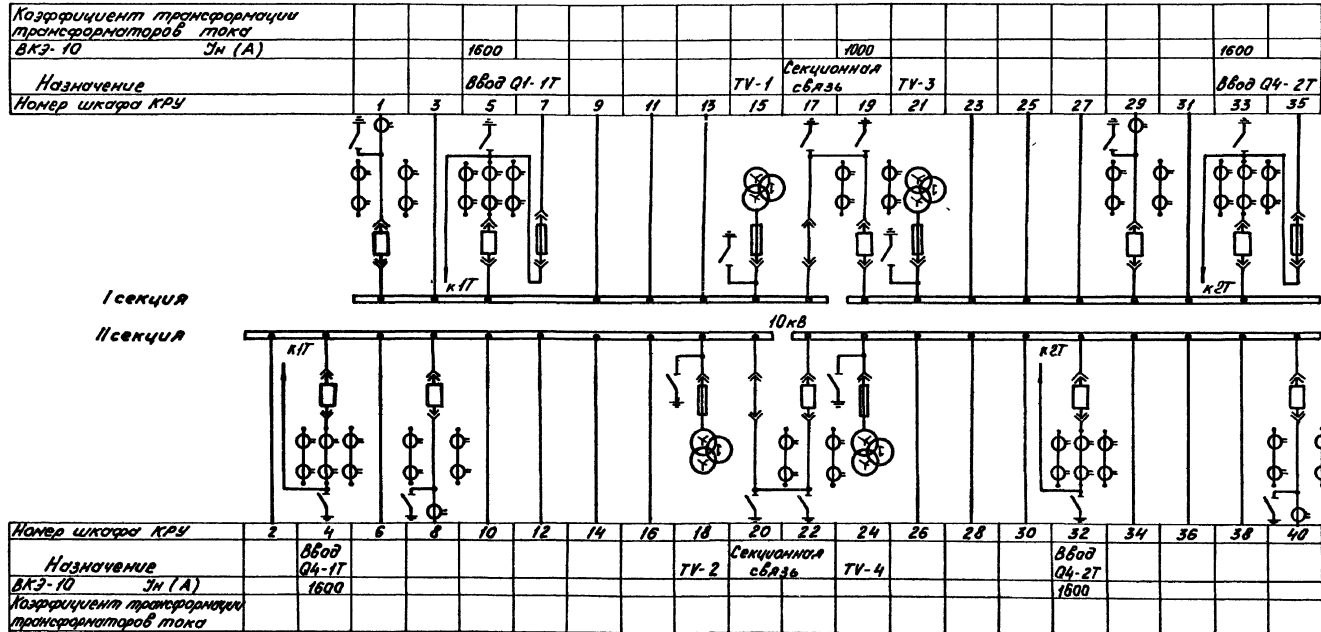 Коэффициент трансформации
трансформаторов тока
ВКЭ-10 Jн (А) 1600 1000 1600
Назначение Ввод Q1-1Т TV-1 Секционная связь TV-3 Ввод Q4-2Т
Номер шкафа КРУ 1 3 5 7 9 11 13 15 17 19 21 23 25 27 29 31 33 35
к1Т к2Т
I секция
10кВ
II секция
к1Т к2Т
Номер шкафа КРУ 2 4 6 8 10 12 14 16 18 20 22 24 26 28 30 32 34 36 38 40
Назначение Ввод Q4-1Т TV-2 Секционная связь TV-4 Ввод Q4-2Т
ВКЭ-10 Jн (А) 1600 1600
Коэффициент трансформации
трансформаторов тока